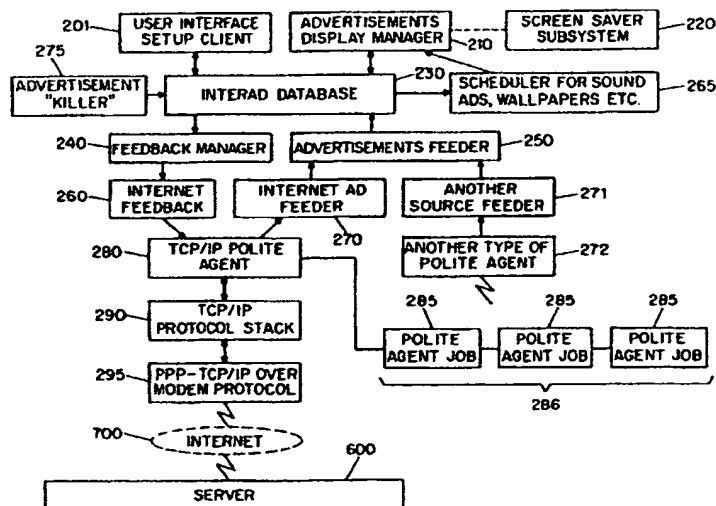 201
USER INTERFACE
SETUP CLIENT
ADVERTISEMENTS
DISPLAY MANAGER
210
SCREEN SAVER
SUBSYSTEM
220
275
ADVERTISEMENT
"KILLER"
INTERAD DATABASE
230
SCHEDULER FOR SOUND
ADS, WALLPAPERS ETC.
265
240
FEEDBACK MANAGER
ADVERTISEMENTS FEEDER
250
260
INTERNET
FEEDBACK
INTERNET AD
FEEDER
270
ANOTHER
SOURCE FEEDER
271
280
TCP/IP POLITE
AGENT
ANOTHER TYPE OF
POLITE AGENT
272
290
TCP/IP
PROTOCOL STACK
285
285
285
POLITE
AGENT JOB
POLITE
AGENT JOB
POLITE
AGENT JOB
286
295
PPP-TCP/IP OVER
MODEM PROTOCOL
700
INTERNET
600
SERVER